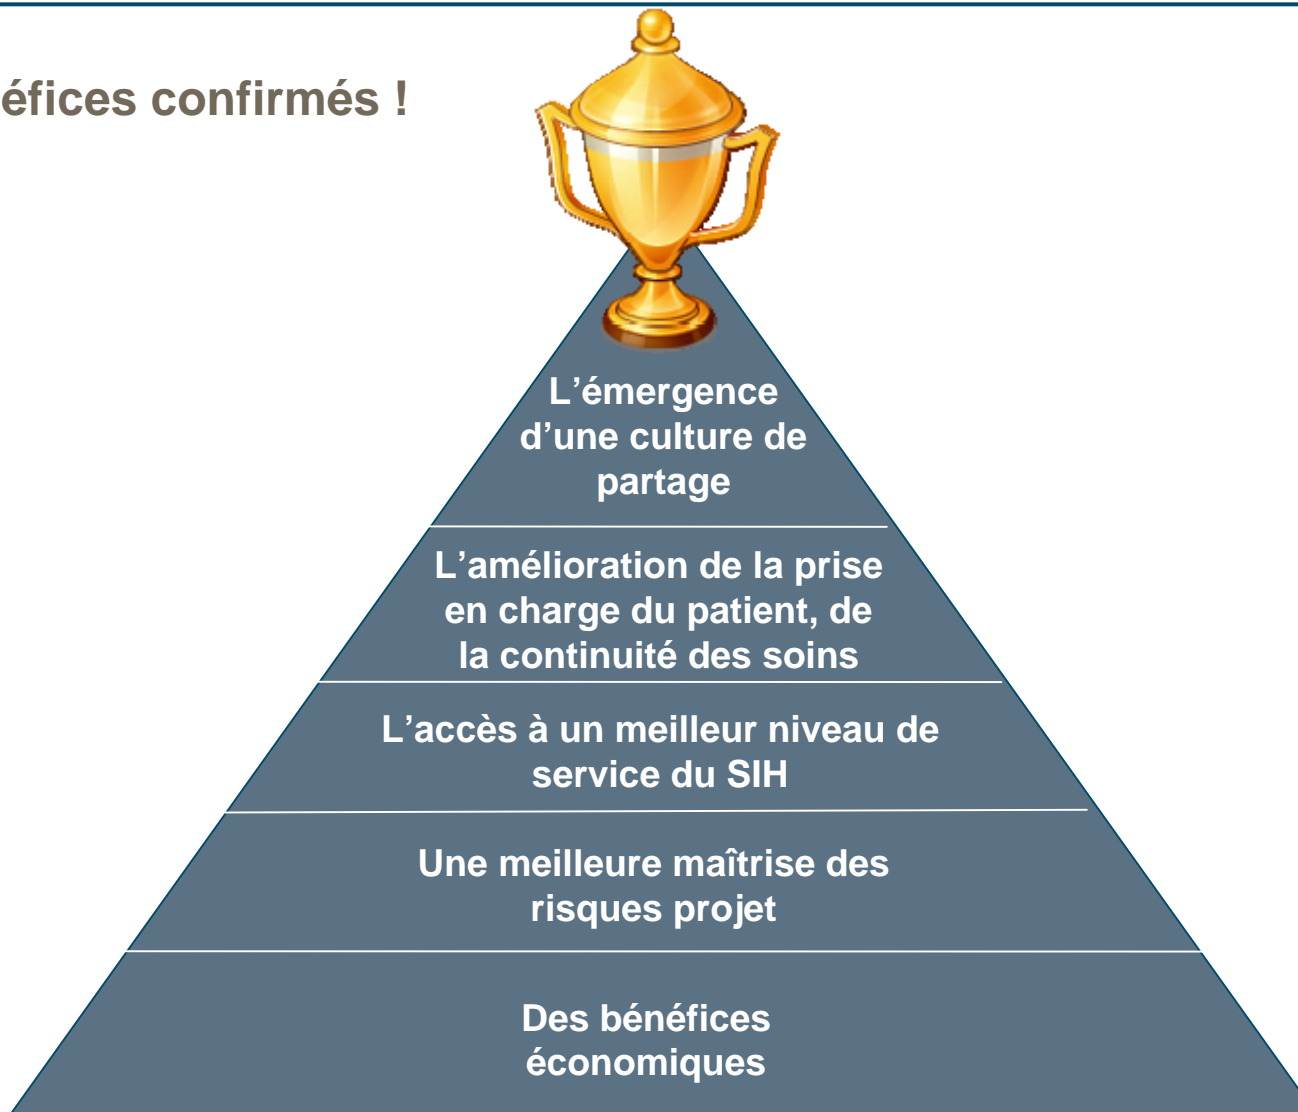 éfices confirmés !
L’émergence
d’une culture de
partage
L’amélioration de la prise
en charge du patient, de
la continuité des soins
L’accès à un meilleur niveau de
service du SIH
Une meilleure maîtrise des
risques projet
Des bénéfices
économiques